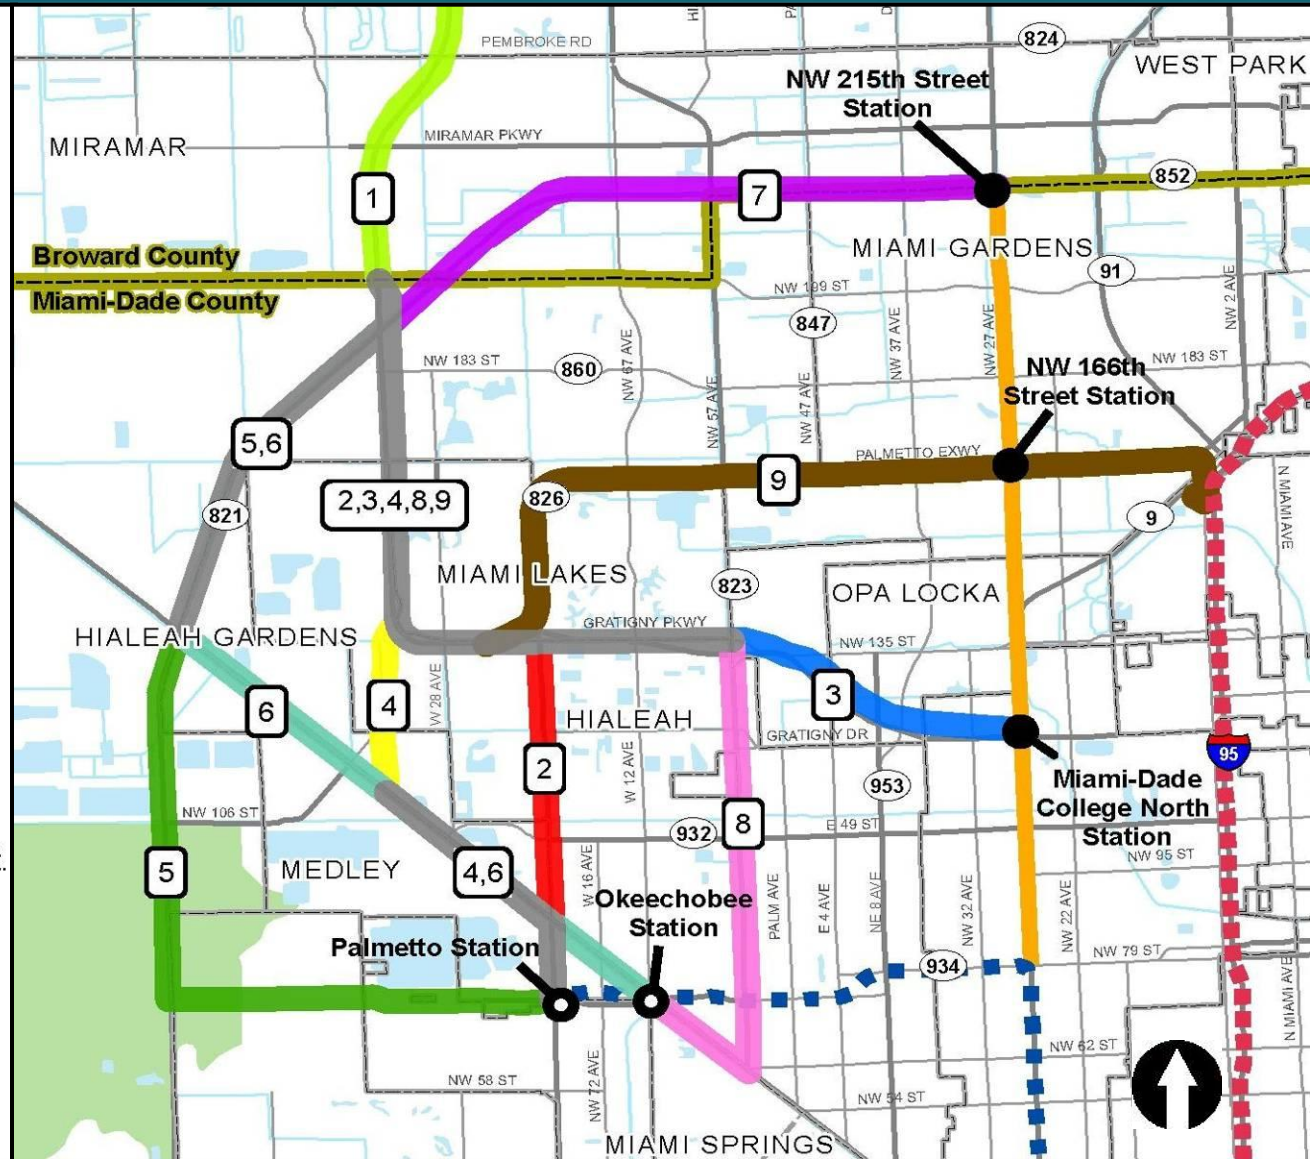 HI
PA
D
824
PEMBROKE RD
WEST PARK
NW 215th Street
Station
MIRAMAR PKWY
MIRAMAR
852
1
7
Broward County
Miami-Dade County
MIAMI GARDENS
91
NW 199 ST
NW 2 AVE
847
NW 37 AVE
NW 27 AVE
NW 67 AVE
NW 183 ST
860
NW 183 ST
NW 166th
Street Station
NW 57 AVE
NW 47 AVE
5,6
PALMETTO EXWY
9
2,3,4,8,9
826
821
9
N MIAMI AVE
MIAMI LAKES
823
OPA LOCKA
HIALEAH GARDENS
GRATIGNY PKWY
NW 135 ST
W 28 AVE
6
4
3
HIALEAH
GRATIGNY DR
95
2
W 12 AVE
953
Miami-Dade
College North
Station
NW 106 ST
932
8
E 49 ST
NW 95 ST
MEDLEY
5
4,6
W 16 AVE
Okeechobee
Station
PALM AVE
E 4 AVE
NE 8 AVE
NW 32 AVE
NW 22 AVE
Palmetto Station
934
NW 79 ST
N MIAMI AVE
NW 62 ST
NW 58 ST
NW 72 AVE
NW 54 ST
MIAMI SPRINGS